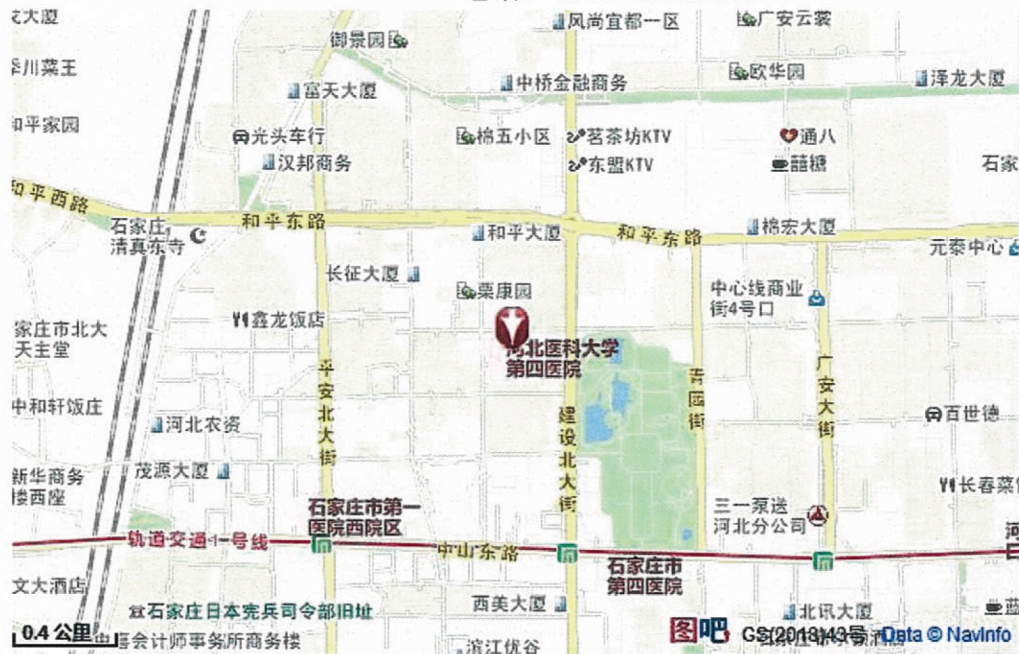 文大厦
风尚宜都一区
广安云裳
御景园
季川菜王
中桥金融商务
欧华园
泽龙大厦
富天大厦
和平家园
光头车行
棉五小区
茗茶坊KTV
通八
汉邦商务
东盟KTV
囍糖
石家
和平西路
和平东路
石家庄
清真东寺
和平大厦
和平东路
棉宏大厦
元泰中心
长征大厦
栗康园
中心线商业
街4号口
鑫龙饭店
家庄市北大
天主堂
河北医科大学
第四医院
平安北大街
建设北大街
青园街
广安大街
中和轩饭庄
河北农资
百世德
新华商务
楼西座
茂源大厦
长春菜馆
石家庄市第一
医院西院区
三一泵送
河北分公司
轨道交通一号线
中山东路
石家庄市
第四医院
文大酒店
石家庄日本宪兵司令部旧址
西美大厦
北讯大厦
蓝
0.4 公里
会计师事务所商务楼
滨江优谷
图吧
GS(2018)43号
Data © NavInfo